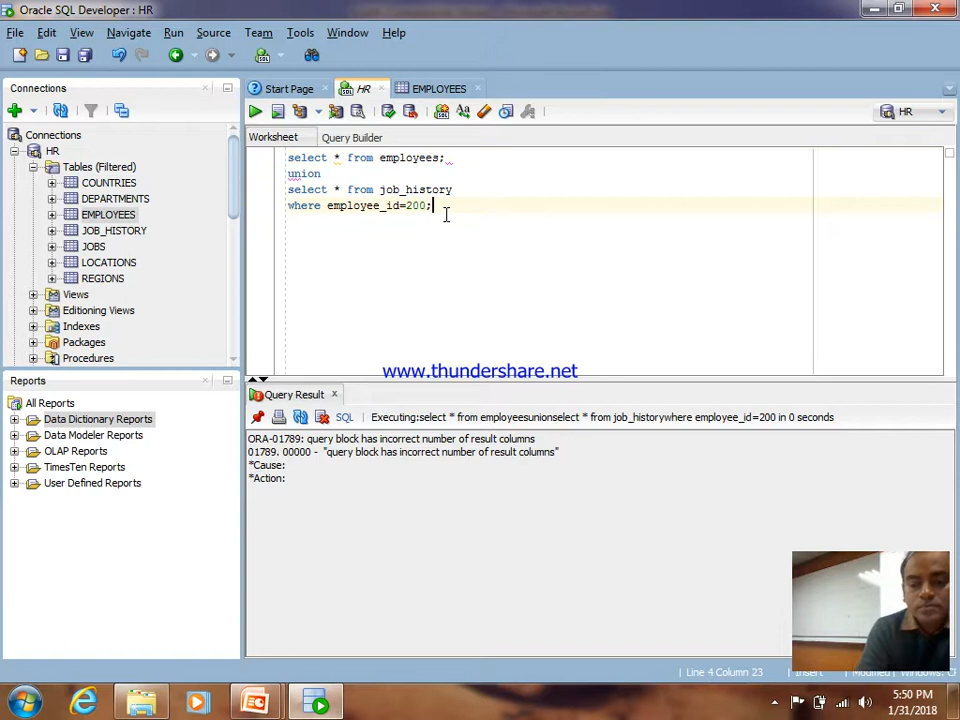 Oracle SQL Developer : HR
File Edit View Navigate Run Source Team Tools Window Help
Connections
Start Page
HR
EMPLOYEES
HR
Worksheet
Query Builder
Connections
HR
Tables (Filtered)
COUNTRIES
DEPARTMENTS
EMPLOYEES
JOB_HISTORY
JOBS
LOCATIONS
REGIONS
Views
Editioning Views
Indexes
Packages
Procedures
select * from employees;
union
select * from job_history
where employee_id=200;
www.thundershare.net
Reports
All Reports
Data Dictionary Reports
Data Modeler Reports
OLAP Reports
TimesTen Reports
User Defined Reports
Query Result
SQL
Executing:select * from employeesunionselect * from job_historywhere employee_id=200 in 0 seconds
ORA-01789: query block has incorrect number of result columns
01789. 00000 - "query block has incorrect number of result columns"
*Cause:
*Action:
Line 4 Column 23
Insert
Modified
Windows: C
5:50 PM
1/31/2018